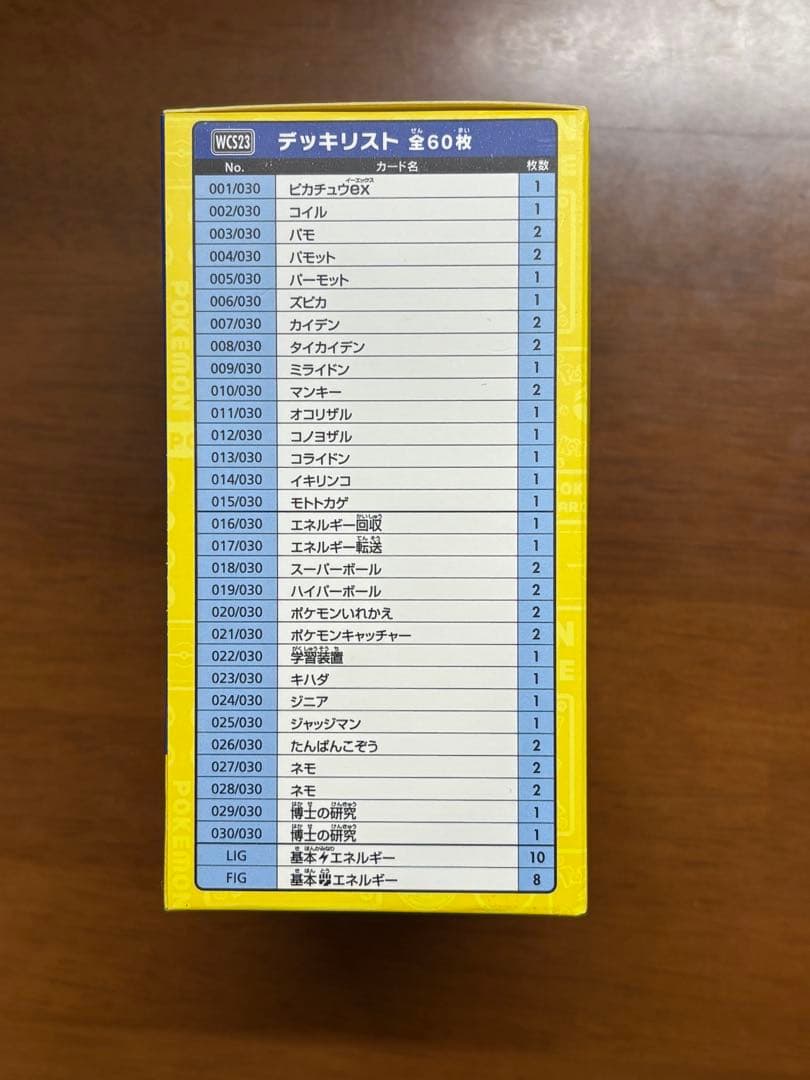 WCS23 デッキリスト 全60枚
No. カード名 枚数
001/030 ピカチュウex 1
002/030 コイル 1
003/030 パモ 2
004/030 パモット 2
005/030 パーモット 1
006/030 ズピカ 1
007/030 カイデン 2
008/030 タイカイデン 2
009/030 ミライドン 1
010/030 マンキー 2
011/030 オコリザル 1
012/030 コノヨザル 1
013/030 コライドン 1
014/030 イキリンコ 1
015/030 モトトカゲ 1
016/030 エネルギー回収 1
017/030 エネルギー転送 1
018/030 スーパーボール 2
019/030 ハイパーボール 2
020/030 ポケモンいれかえ 2
021/030 ポケモンキャッチャー 2
022/030 学習装置 1
023/030 キハダ 1
024/030 ジニア 1
025/030 ジャッジマン 1
026/030 たんぱんこぞう 2
027/030 ネモ 2
028/030 ネモ 2
029/030 博士の研究 1
030/030 博士の研究 1
LIG 基本エネルギー 10
FIG 基本エネルギー 8
POKEMON